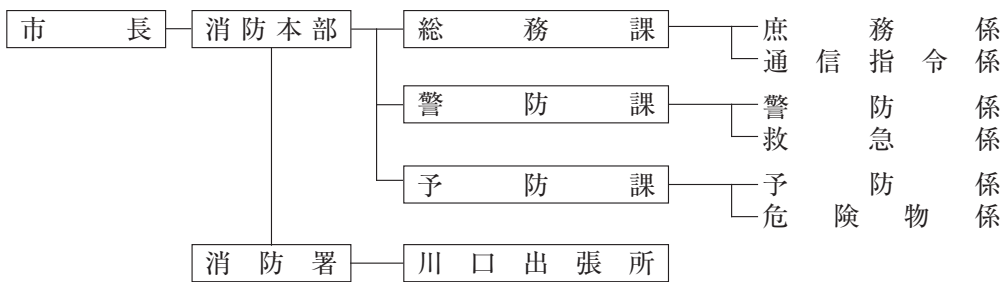 市長 消防本部 総務課 庶務係
通信指令係
警防課 警防係
救急係
予防課 予防係
危険物係
消防署 川口出張所